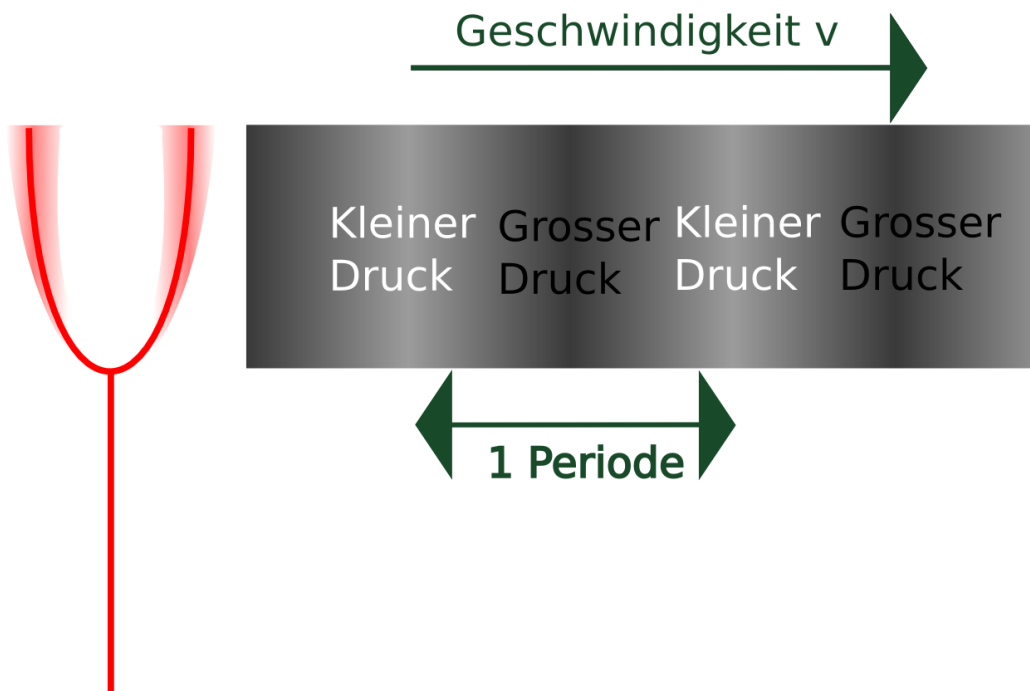 Geschwindigkeit v
Kleiner
Druck
Grosser
Druck
Kleiner
Druck
Grosser
Druck
1 Periode